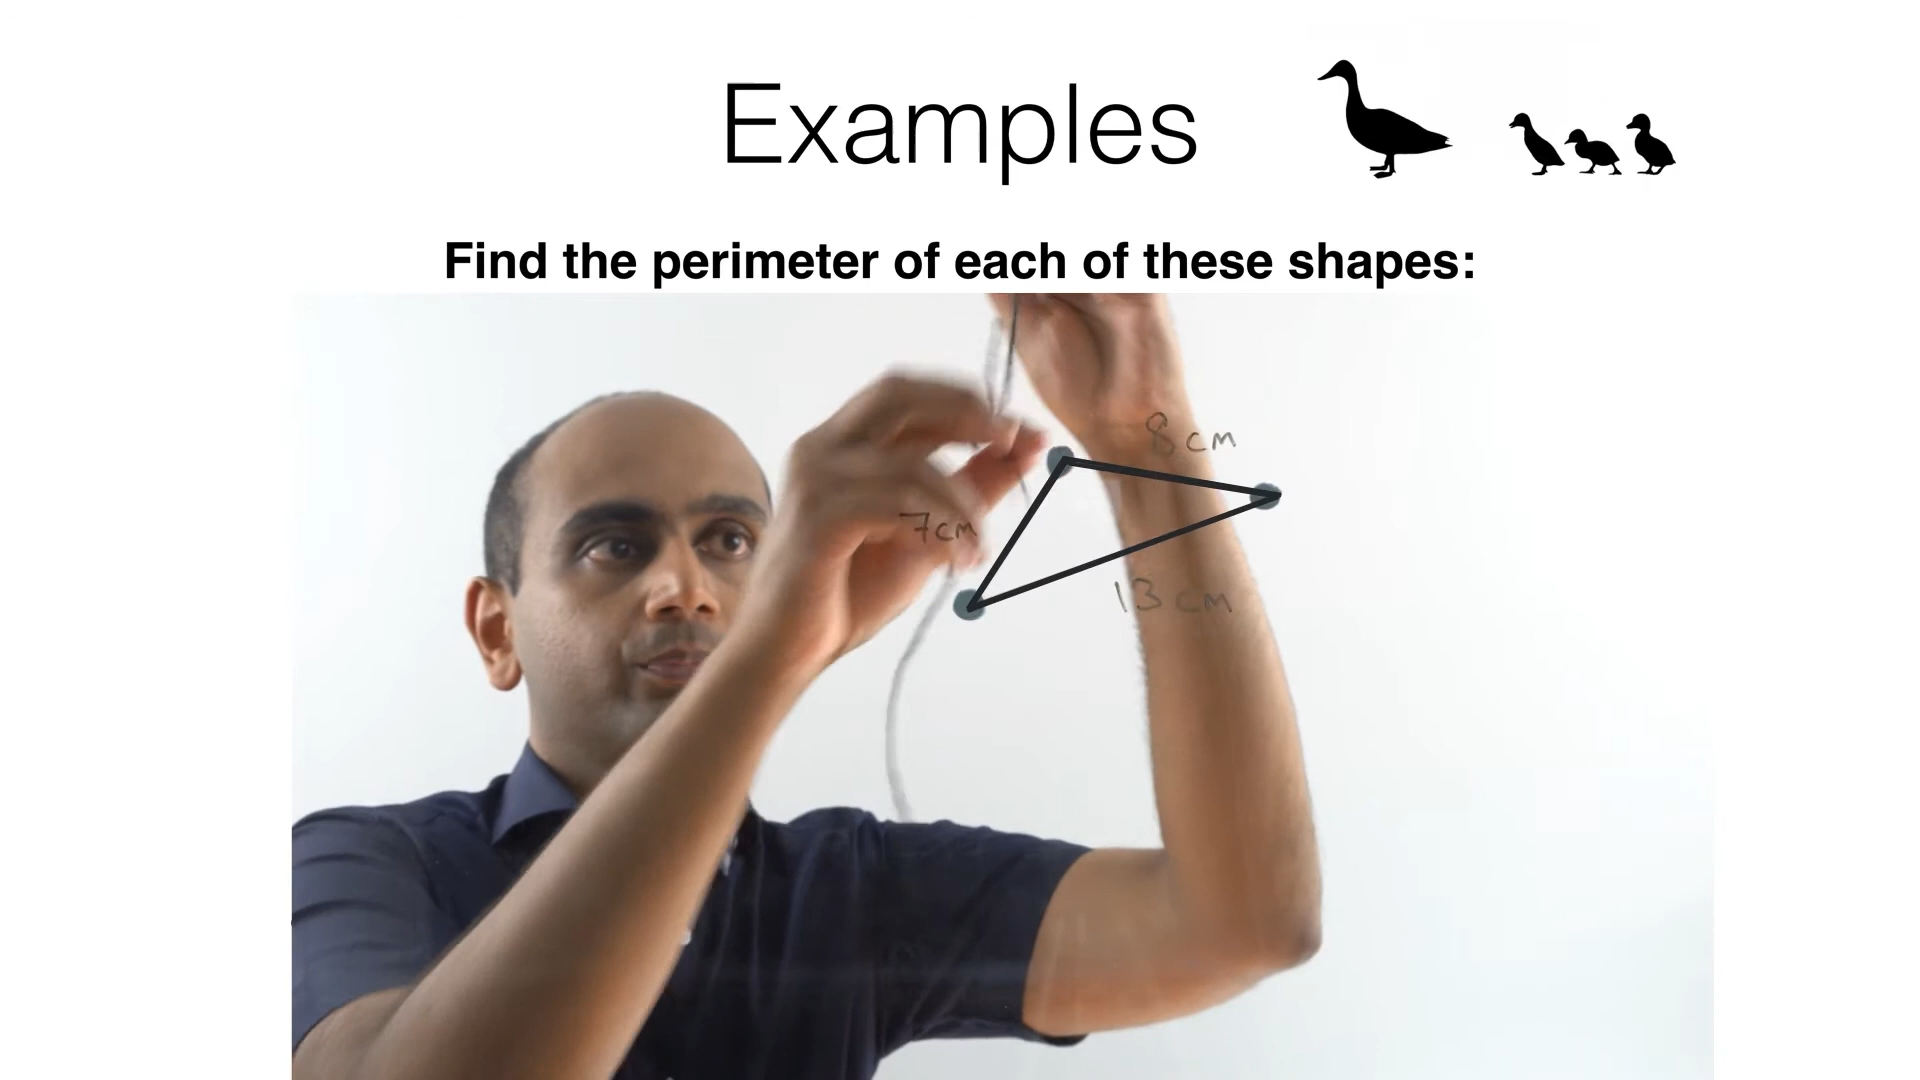 Examples
Find the perimeter of each of these shapes:
8cm
7cm
13cm